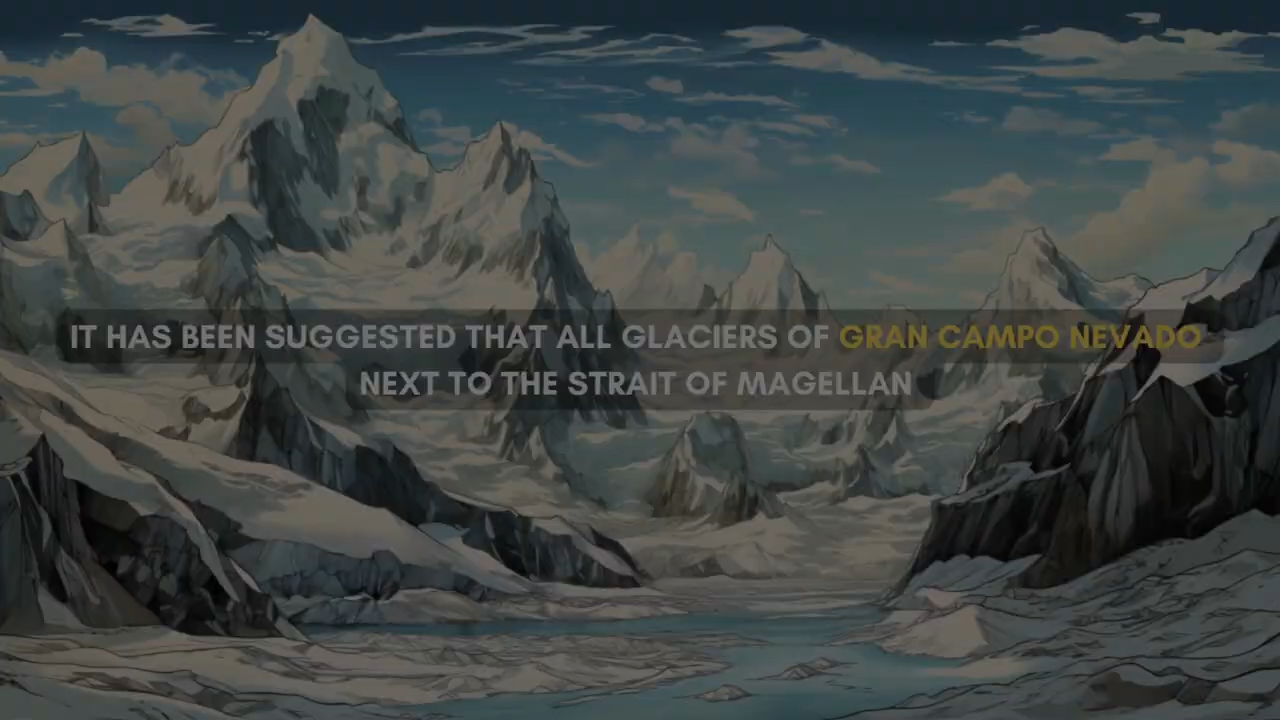 IT HAS BEEN SUGGESTED THAT ALL GLACIERS OF GRAN CAMPO NEVADO
NEXT TO THE STRAIT OF MAGELLAN